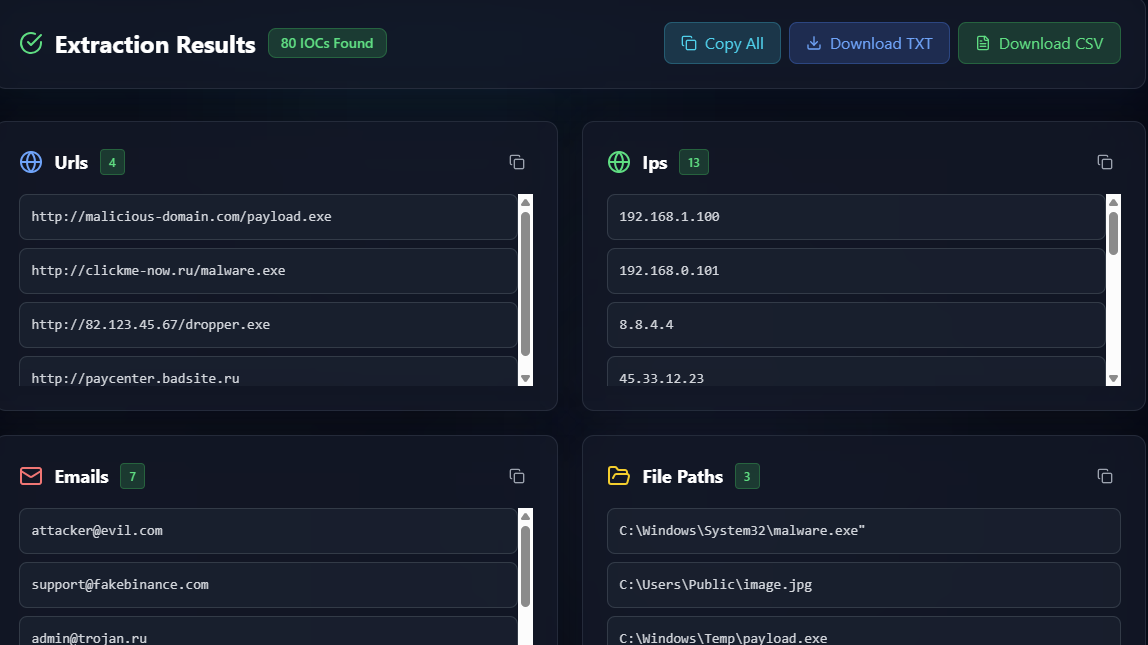 Extraction Results 80 IOCs Found Copy All Download TXT Download CSV
Urls 4
http://malicious-domain.com/payload.exe
http://clickme-now.ru/malware.exe
http://82.123.45.67/dropper.exe
http://paycenter.badsite.ru
Ips 13
192.168.1.100
192.168.0.101
8.8.4.4
45.33.12.23
Emails 7
attacker@evil.com
support@fakebinance.com
admin@trojan.ru
File Paths 3
C:\Windows\System32\malware.exe"
C:\Users\Public\image.jpg
C:\Windows\Temp\payload.exe